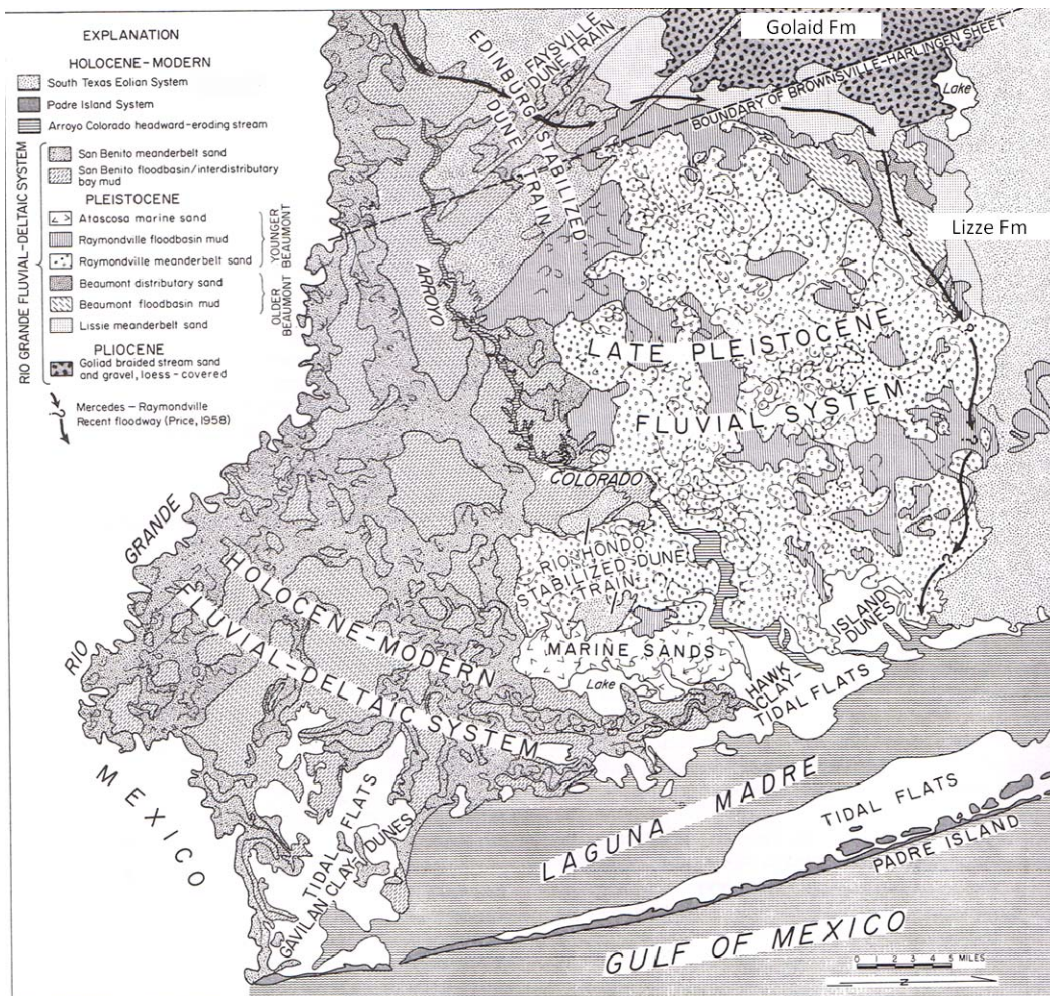 EXPLANATION
HOLOCENE-MODERN
South Texas Eolian System
Padre Island System
Arroyo Colorado headward-eroding stream
RIO GRANDE FLUVIAL-DELTAIC SYSTEM
San Benito meanderbelt sand
San Benito floodbasin/interdistributary
bay mud
PLEISTOCENE
Atascosa marine sand
Raymondville floodbasin mud
Raymondville meanderbelt sand
YOUNGER
BEAUMONT
Beaumont distributary sand
Beaumont floodbasin mud
OLDER
BEAUMONT
Lissie meanderbelt sand
PLIOCENE
Goliad braided stream sand
and gravel, loess-covered
Mercedes – Raymondville
Recent floodway (Price, 1958)
Golaid Fm
EDINBURG STABILIZED
DUNE TRAIN
FAYSVILLE
DUNE TRAIN
BOUNDARY OF BROWNSVILLE-HARLINGEN SHEET
Lake
Lizze Fm
ARROYO
COLORADO
LATE PLEISTOCENE
FLUVIAL SYSTEM
RIO GRANDE
HOLOCENE-MODERN
FLUVIAL-DELTAIC SYSTEM
RIO HONDO
STABILIZED DUNE
TRAIN
MARINE SANDS
Lake
ISLAND
DUNES
HAWK
CLAY-
TIDAL FLATS
MEXICO
TIDAL FLATS
GAVILAN CLAY-DUNES
LAGUNA MADRE
TIDAL FLATS
PADRE ISLAND
GULF OF MEXICO
0 1 2 3 4 5 MILES
N